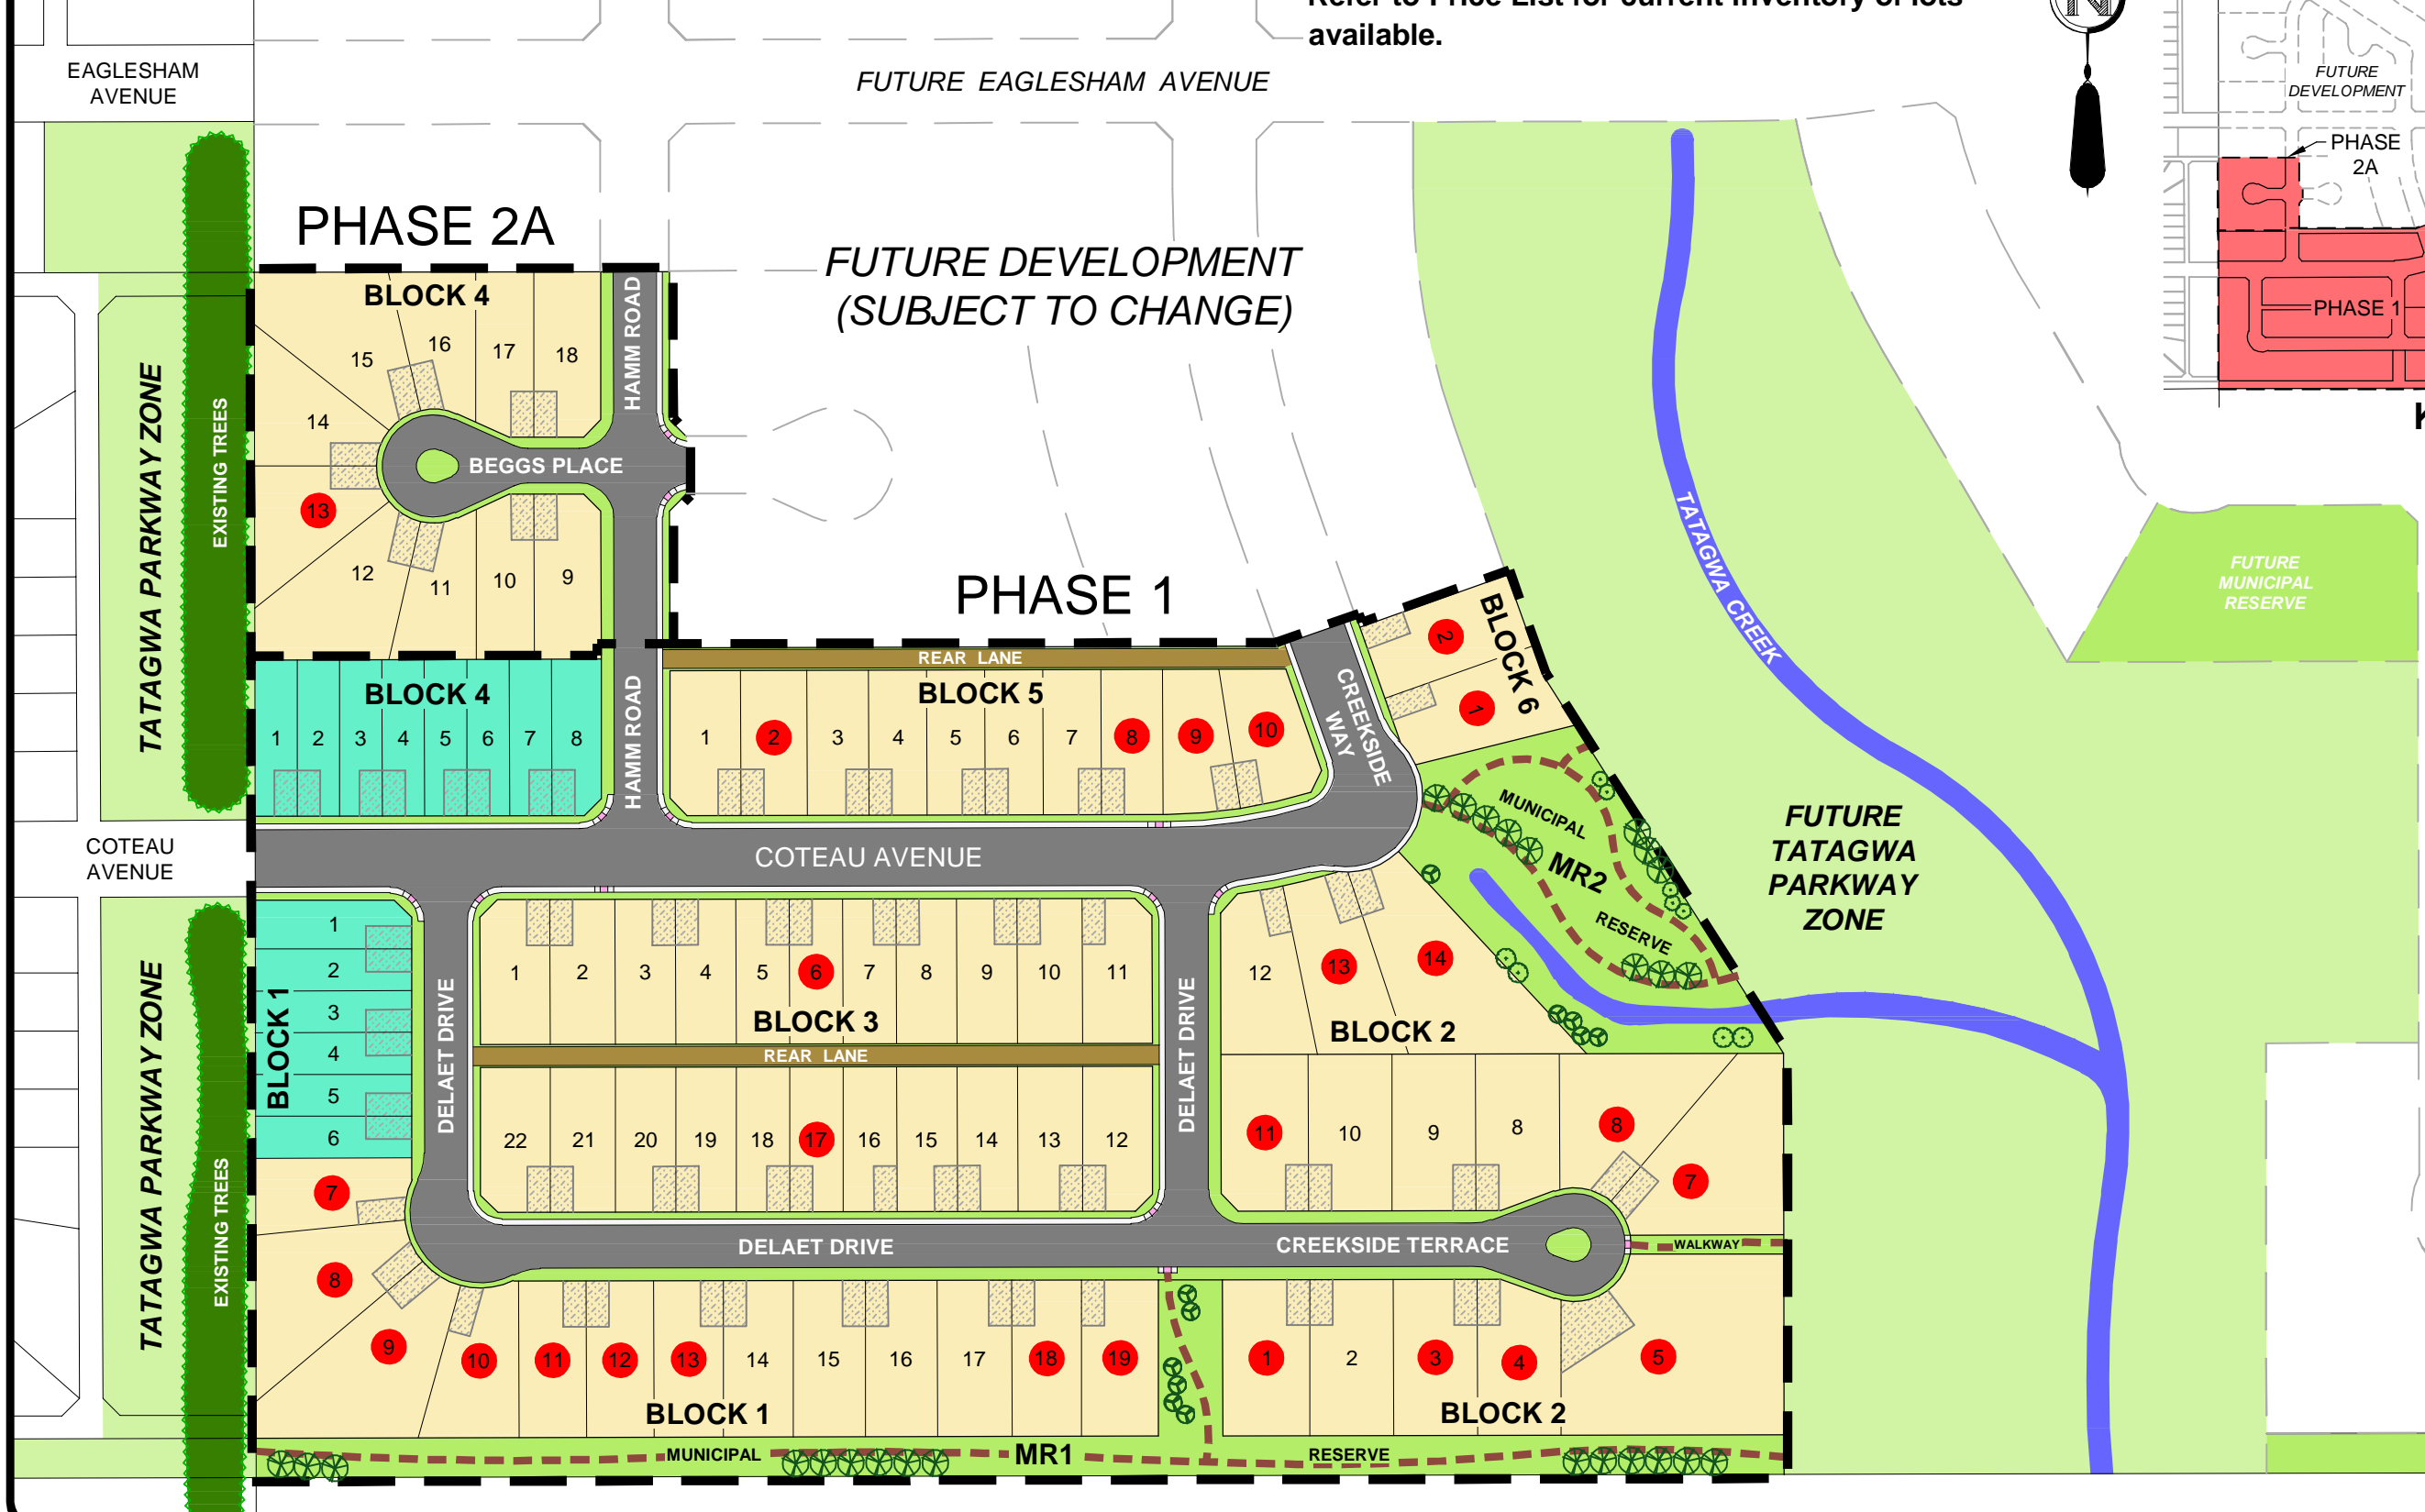 Refer to Price List for current inventory of lots
available.
N
EAGLESHAM
AVENUE
FUTURE EAGLESHAM AVENUE
FUTURE
DEVELOPMENT
PHASE
2A
PHASE 1
K
PHASE 2A
FUTURE DEVELOPMENT
(SUBJECT TO CHANGE)
BLOCK 4
15
16
17
18
14
13
12
11
10
9
HAMM ROAD
BEGGS PLACE
TATAGWA PARKWAY ZONE
EXISTING TREES
TATAGWA CREEK
FUTURE
MUNICIPAL
RESERVE
PHASE 1
REAR LANE
BLOCK 4
1
2
3
4
5
6
7
8
HAMM ROAD
BLOCK 5
1
2
3
4
5
6
7
8
9
10
CREEKSIDE
WAY
BLOCK 6
2
1
COTEAU
AVENUE
COTEAU AVENUE
MUNICIPAL
MR2
RESERVE
FUTURE
TATAGWA
PARKWAY
ZONE
TATAGWA PARKWAY ZONE
EXISTING TREES
BLOCK 1
1
2
3
4
5
6
7
8
9
DELAET DRIVE
1
2
3
4
5
6
7
8
9
10
11
BLOCK 3
REAR LANE
22
21
20
19
18
17
16
15
14
13
12
DELAET DRIVE
12
13
14
BLOCK 2
11
10
9
8
8
7
DELAET DRIVE
CREEKSIDE TERRACE
WALKWAY
10
11
12
13
14
15
16
17
18
19
BLOCK 1
1
2
3
4
5
BLOCK 2
MUNICIPAL
MR1
RESERVE